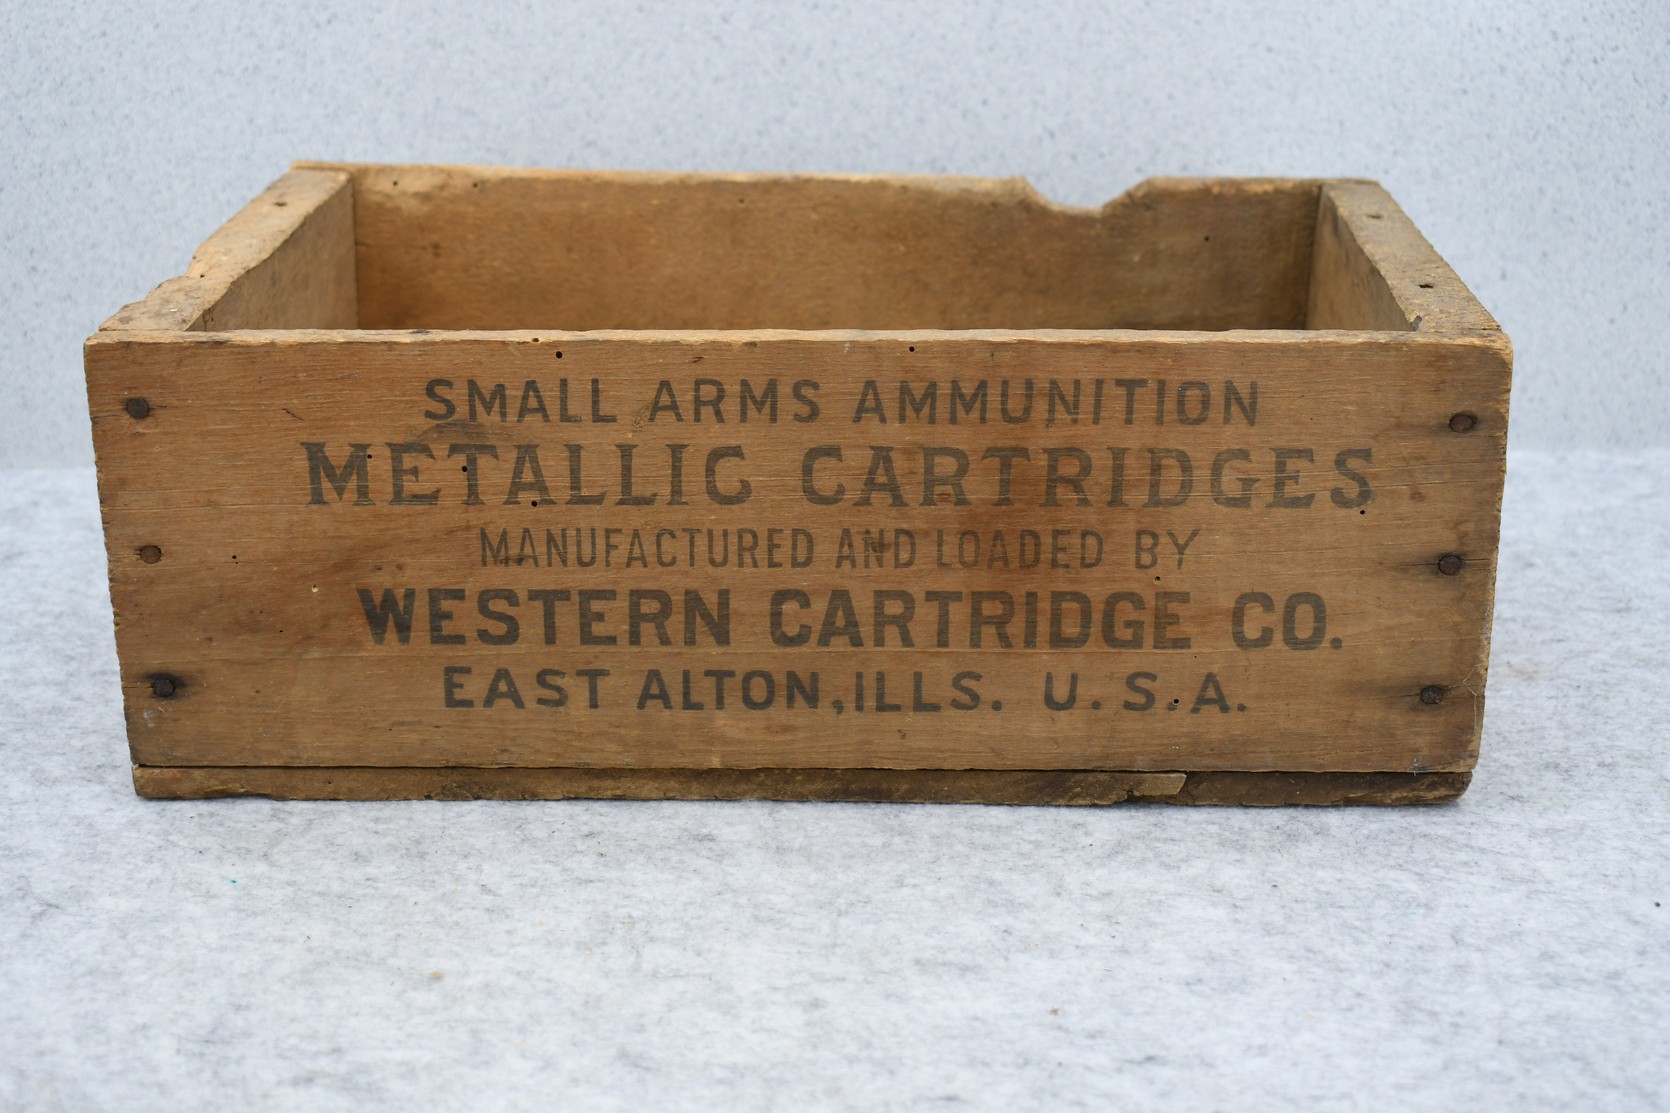 SMALL ARMS AMMUNITION
METALLIC CARTRIDGES
MANUFACTURED AND LOADED BY
WESTERN CARTRIDGE CO.
EAST ALTON, ILLS. U.S.A.